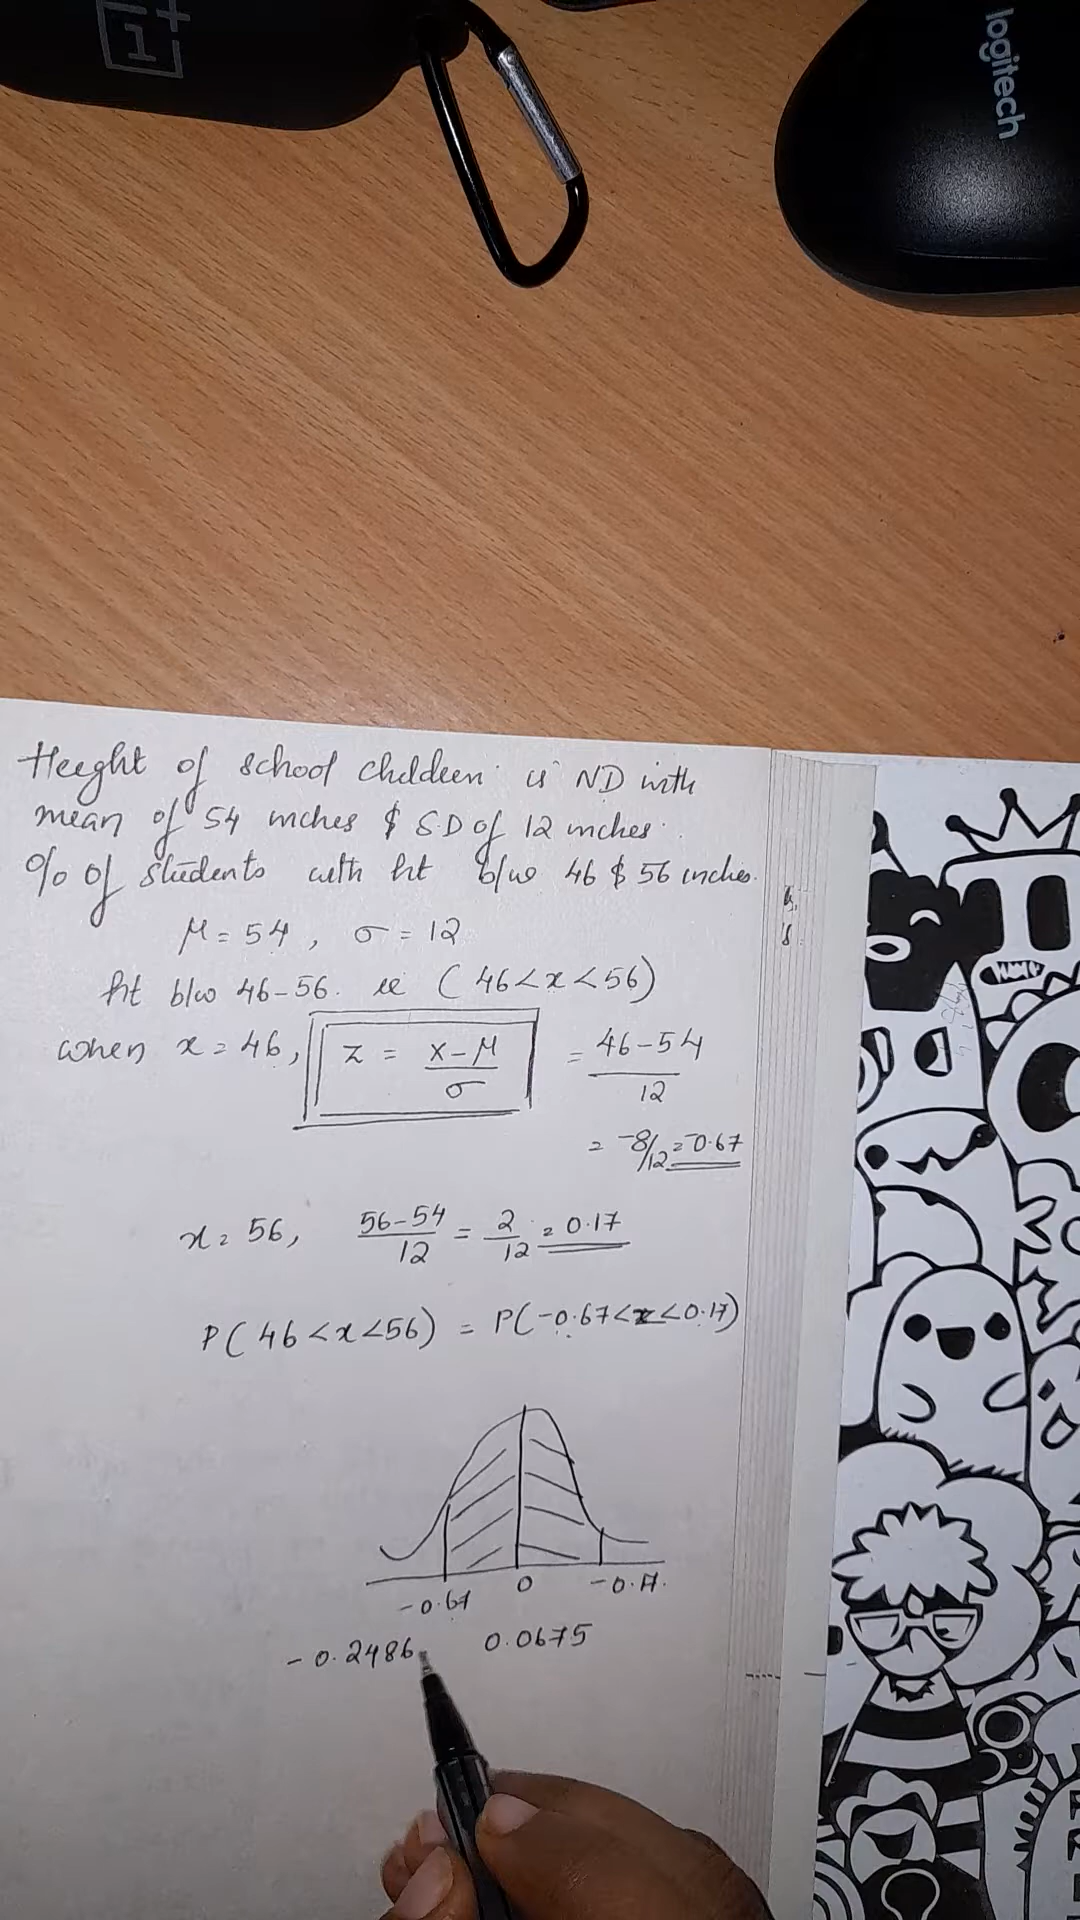 1+
logitech
Height of school children is ND with
mean of 54 inches & S.D of 12 inches.
% of students with ht b/w 46 & 56 inches.
μ = 54 , σ = 12
ht b/w 46-56. ie (46<x<56)
when x = 46, z = x-μ/σ = 46-54/12
= -8/12 = -0.67
x = 56, 56-54/12 = 2/12 = 0.17
P(46<x<56) = P(-0.67<z<0.17)
-0.67 0 -0.17.
-0.2486 0.0675